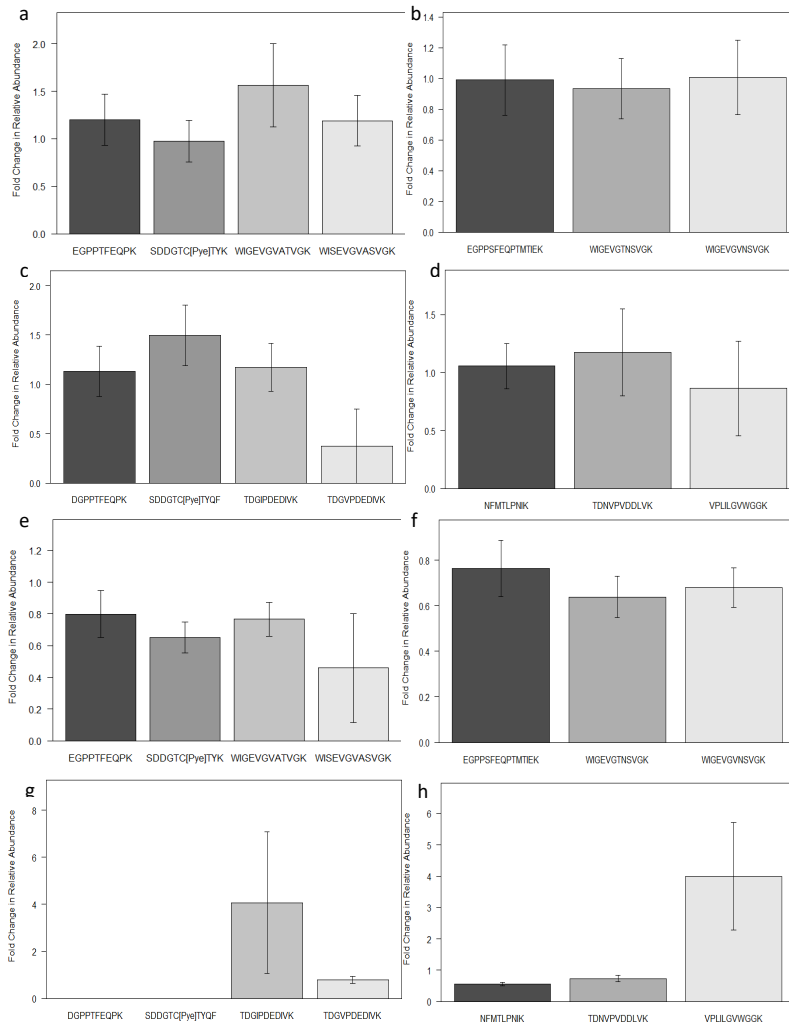 a
Fold Change in Relative Abundance
2.0
1.5
1.0
0.5
0.0
EGPPTFEQPK SDDGTC[Pye]TYK WIGEVGVATVGK WISEVGVASVGK
b
Fold Change in Relative Abundance
1.4
1.2
1.0
0.8
0.6
0.4
0.2
0.0
EGPPSFEQPTMTIEK WIGEVGTNSVGK WIGEVGVNSVGK
c
Fold Change in Relative Abundance
2.0
1.5
1.0
0.5
0.0
DGPPTFEQPK SDDGTC[Pye]TYQF TDGIPDEDIVK TDGVPDEDIVK
d
Fold Change in Relative Abundance
1.5
1.0
0.5
0.0
NFMTLPNIK TDNVPVDDLVK VPLILGVWGGK
e
Fold Change in Relative Abundance
1.2
1.0
0.8
0.6
0.4
0.2
0.0
EGPPTFEQPK SDDGTC[Pye]TYK WIGEVGVATVGK WISEVGVASVGK
f
Fold Change in Relative Abundance
0.8
0.6
0.4
0.2
0.0
EGPPSFEQPTMTIEK WIGEVGTNSVGK WIGEVGVNSVGK
g
Fold Change in Relative Abundance
8
6
4
2
0
DGPPTFEQPK SDDGTC[Pye]TYQF TDGIPDEDIVK TDGVPDEDIVK
h
Fold Change in Relative Abundance
6
5
4
3
2
1
0
NFMTLPNIK TDNVPVDDLVK VPLILGVWGGK